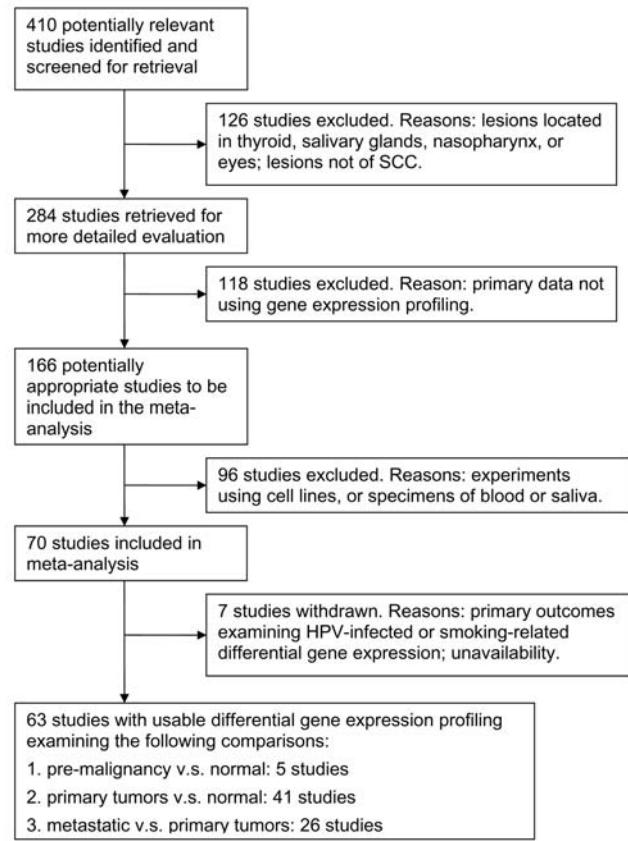 410 potentially relevant
studies identified and
screened for retrieval
126 studies excluded. Reasons: lesions located
in thyroid, salivary glands, nasopharynx, or
eyes; lesions not of SCC.
284 studies retrieved for
more detailed evaluation
118 studies excluded. Reason: primary data not
using gene expression profiling.
166 potentially
appropriate studies to be
included in the meta-
analysis
96 studies excluded. Reasons: experiments
using cell lines, or specimens of blood or saliva.
70 studies included in
meta-analysis
7 studies withdrawn. Reasons: primary outcomes
examining HPV-infected or smoking-related
differential gene expression; unavailability.
63 studies with usable differential gene expression profiling
examining the following comparisons:
1. pre-malignancy v.s. normal: 5 studies
2. primary tumors v.s. normal: 41 studies
3. metastatic v.s. primary tumors: 26 studies